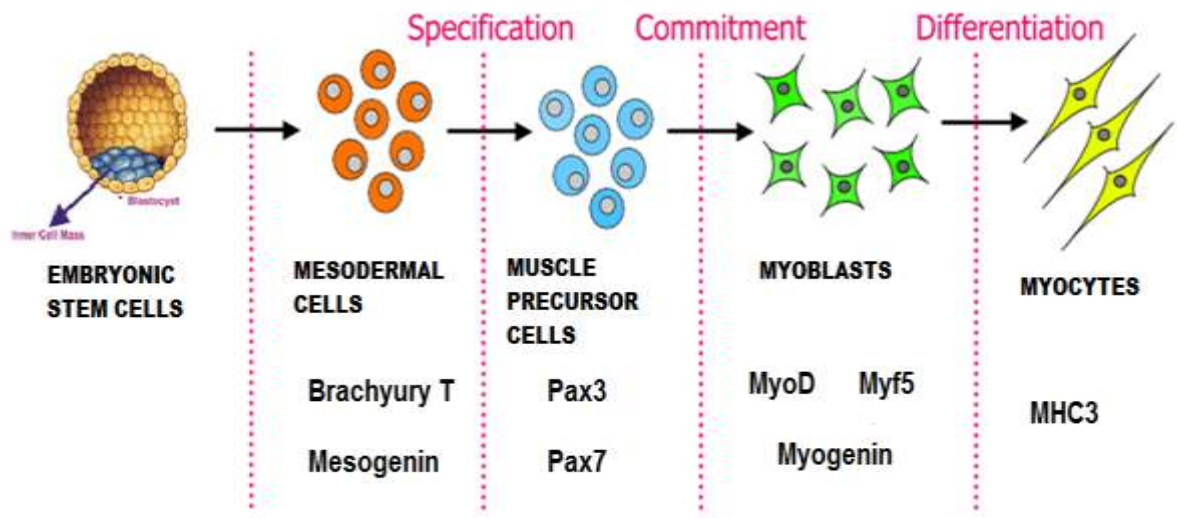 Specification
Commitment
Differentiation
Blastocyst
Inner Cell Mass
EMBRYONIC
STEM CELLS
MESODERMAL
CELLS
MUSCLE
PRECURSOR
CELLS
MYOBLASTS
MYOCYTES
Brachyury T
Mesogenin
Pax3
Pax7
MyoD
Myf5
Myogenin
MHC3